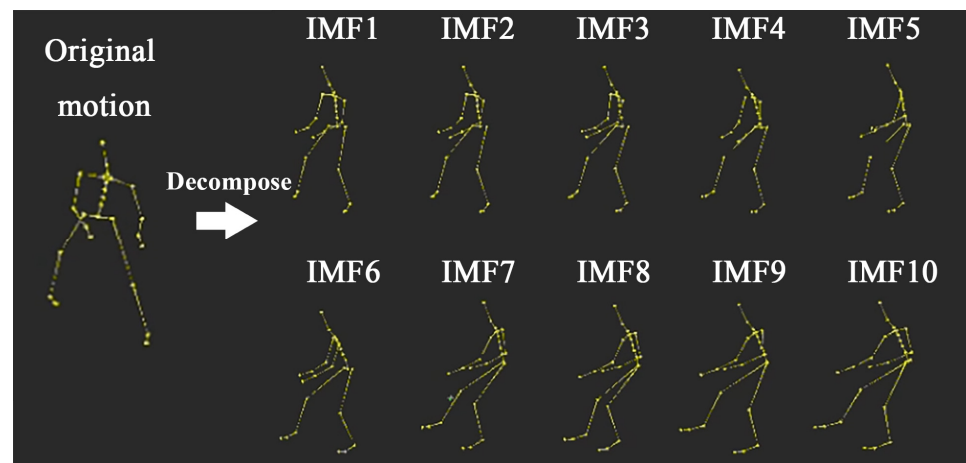 Original
motion
Decompose
IMF1 IMF2 IMF3 IMF4 IMF5
IMF6 IMF7 IMF8 IMF9 IMF10